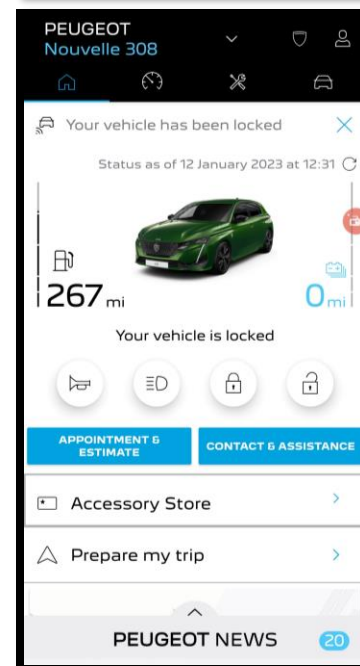 PEUGEOT
Nouvelle 308
Your vehicle has been locked
Status as of 12 January 2023 at 12:31
267 mi
0 mi
Your vehicle is locked
APPOINTMENT &
ESTIMATE
CONTACT & ASSISTANCE
Accessory Store
Prepare my trip
PEUGEOT NEWS
20